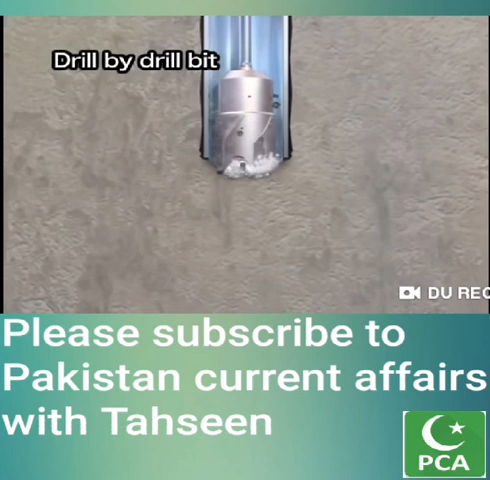 Drill by drill bit
DU REC
Please subscribe to
Pakistan current affairs
with Tahseen
PCA